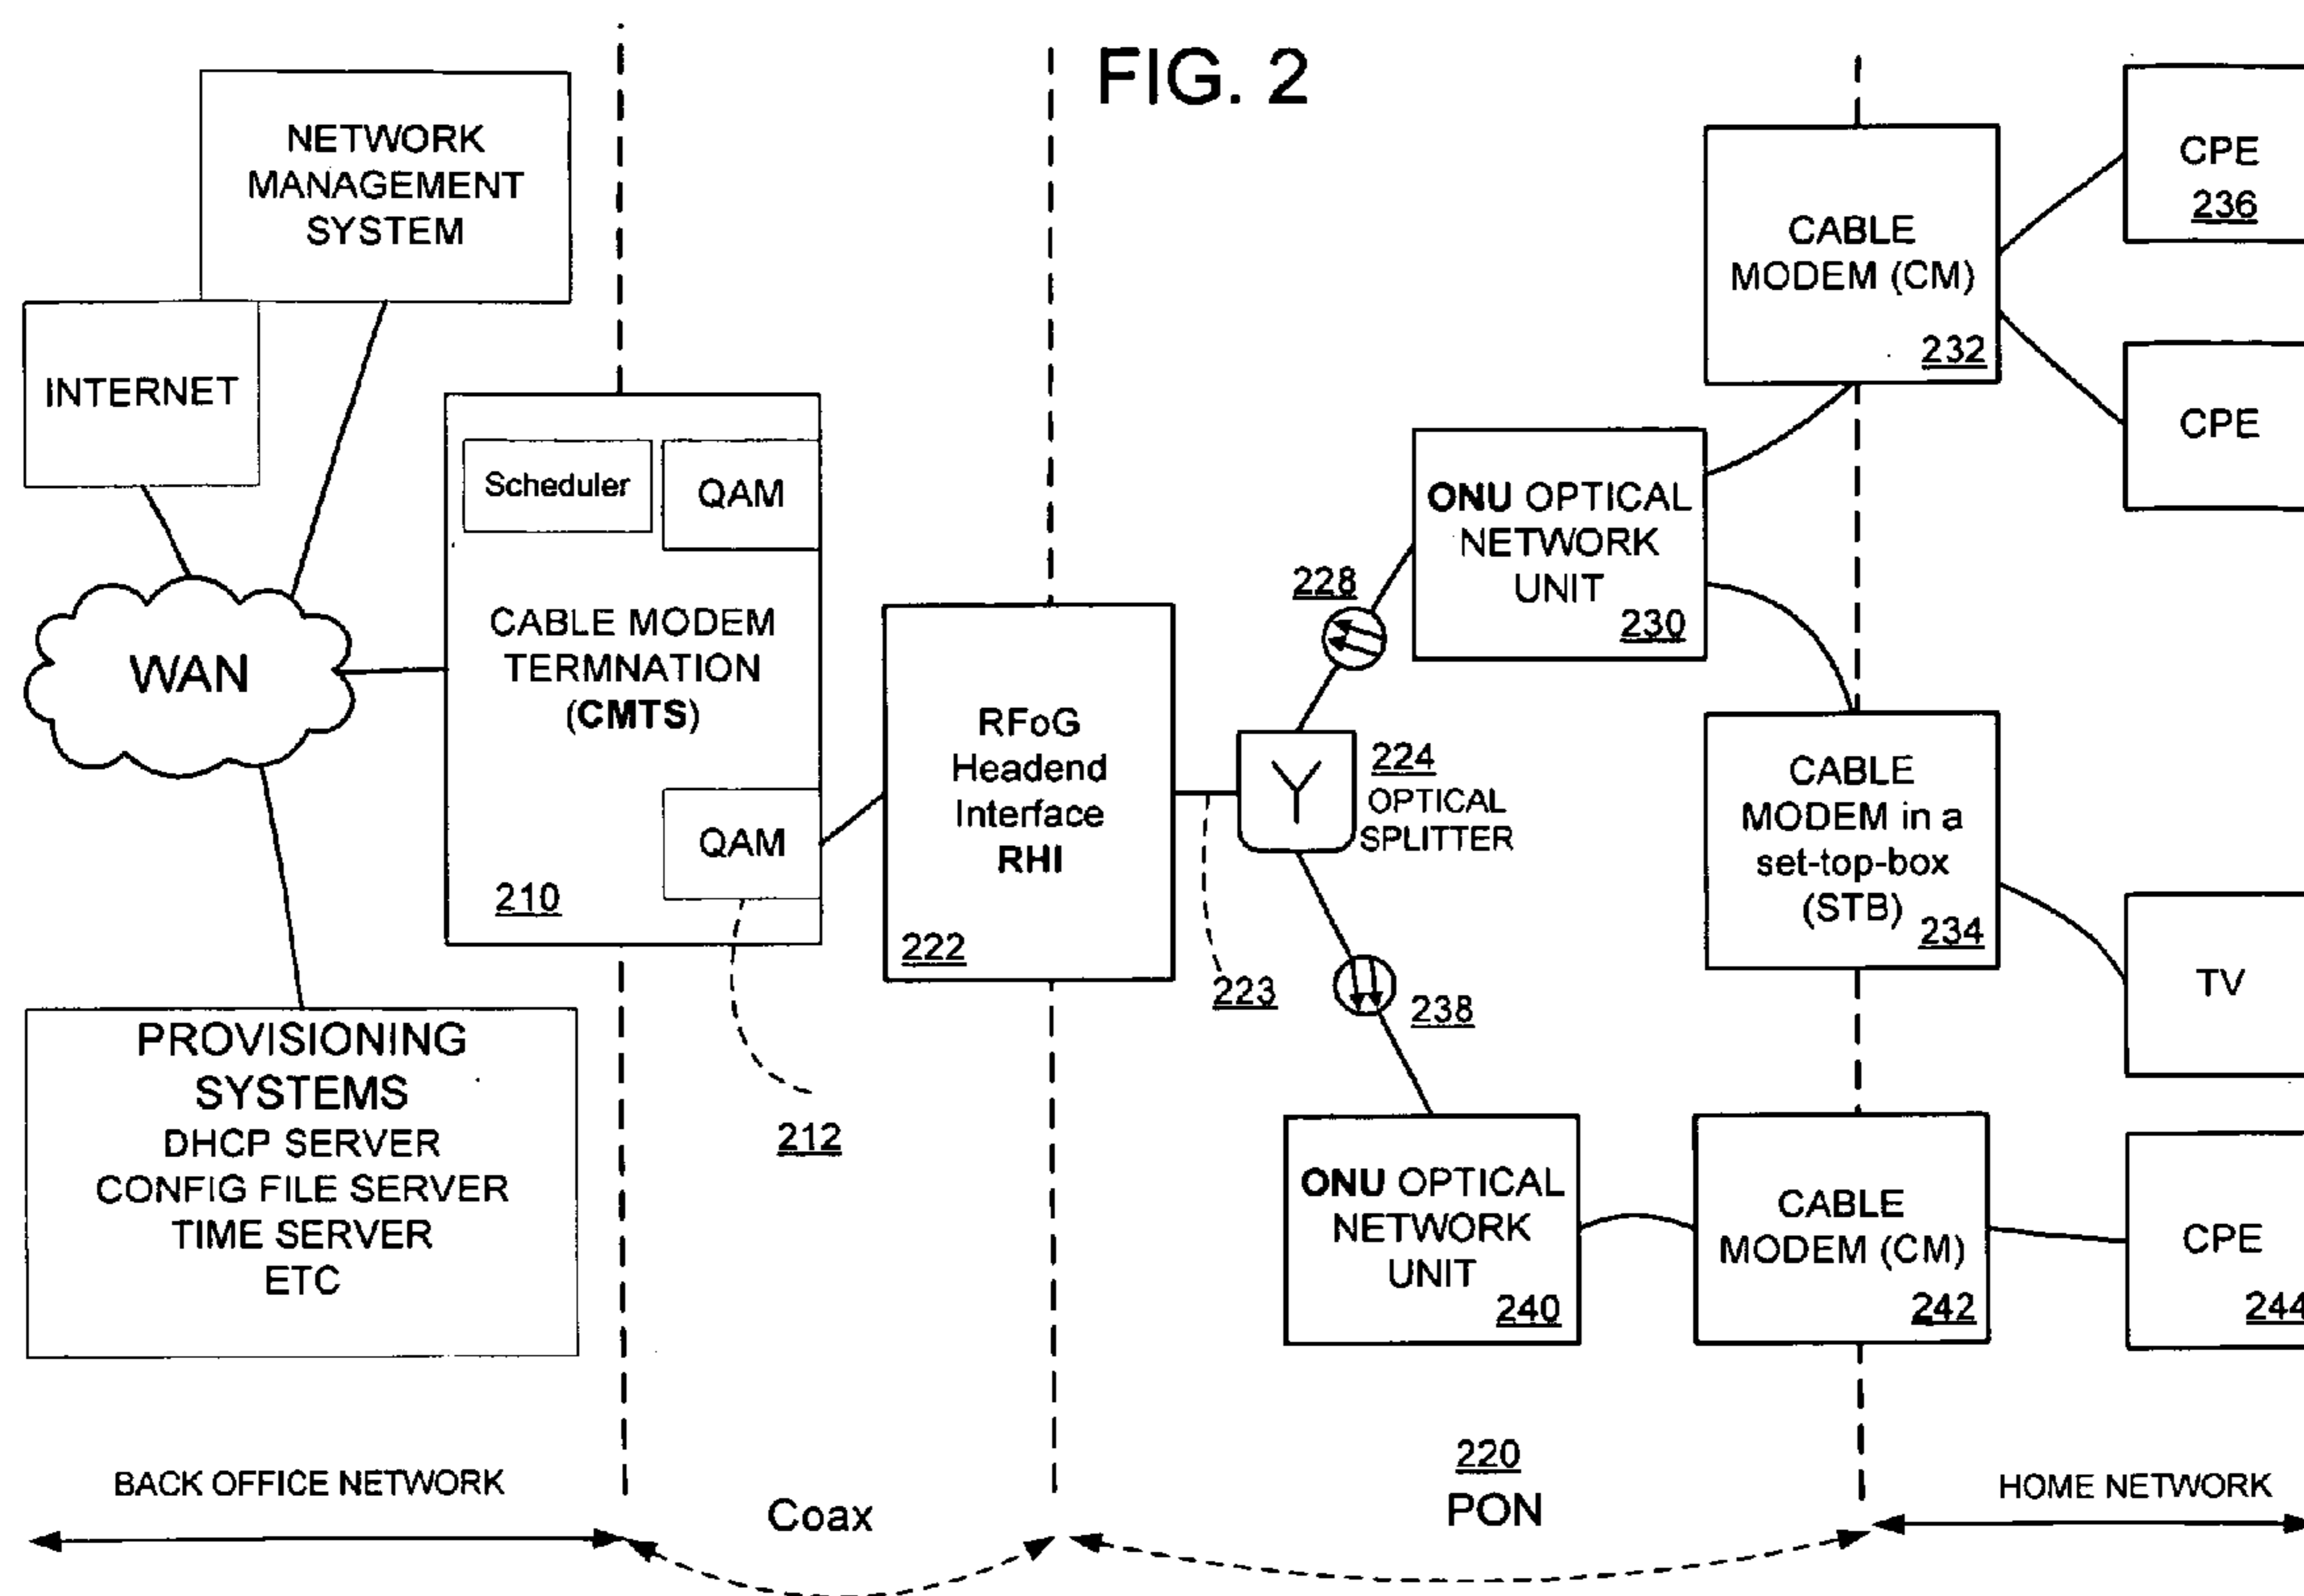 FIG. 2
NETWORK
MANAGEMENT
SYSTEM
INTERNET
WAN
PROVISIONING
SYSTEMS
DHCP SERVER
CONFIG FILE SERVER
TIME SERVER
ETC
Scheduler
QAM
CABLE MODEM
TERMNATION
(CMTS)
QAM
210
212
RFoG
Headend
Interface
RHI
222
223
224
OPTICAL
SPLITTER
Y
228
238
ONU OPTICAL
NETWORK
UNIT
230
ONU OPTICAL
NETWORK
UNIT
240
CABLE
MODEM (CM)
232
CABLE
MODEM in a
set-top-box
(STB)
234
CABLE
MODEM (CM)
242
CPE
236
CPE
TV
CPE
244
BACK OFFICE NETWORK
Coax
220
PON
HOME NETWORK